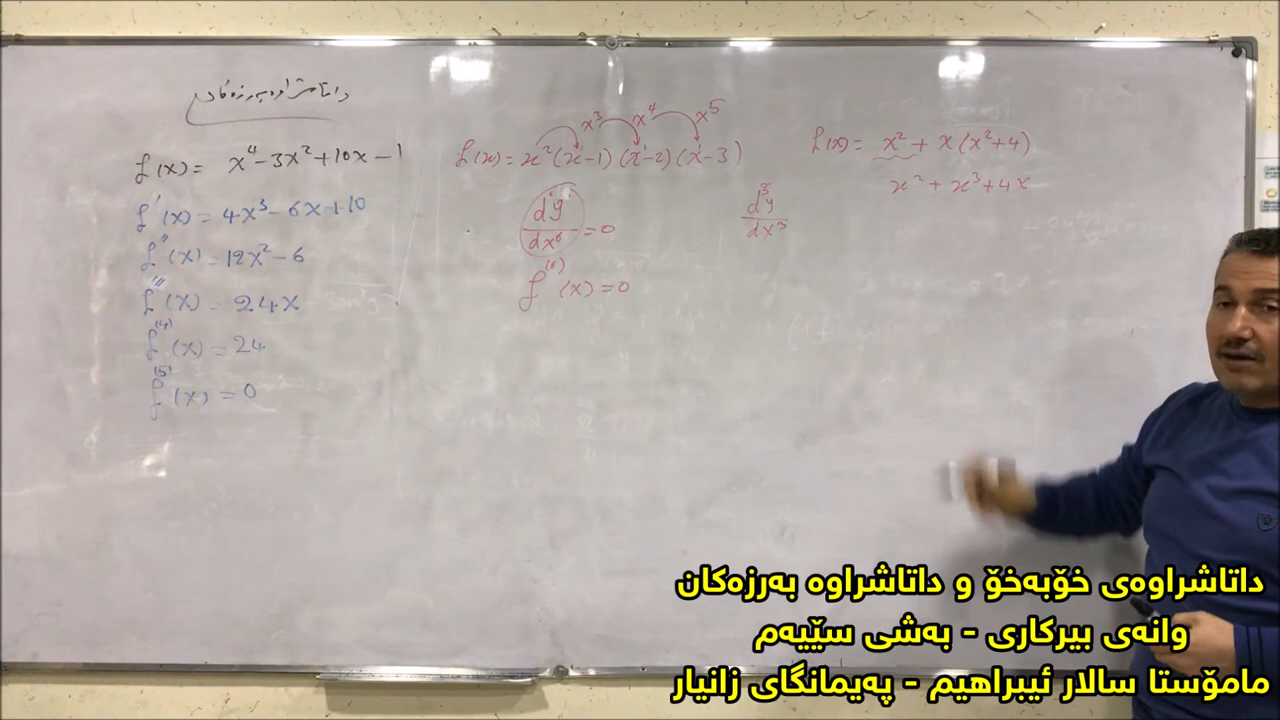 داتاشراوە بەرزەکان
f(x) = x⁴ - 3x² + 10x - 1
f'(x) = 4x³ - 6x + 10
f''(x) = 12x² - 6
f'''(x) = 24x
f⁽⁴⁾(x) = 24
f⁽⁵⁾(x) = 0
x³ x⁴ x⁵
f(x) = x²(x-1)(x¹-2)(x¹-3)
d⁶y/dx⁶ = 0
d³y/dx³
f⁽⁶⁾(x) = 0
f(x) = x² + x(x²+4)
x² + x³ + 4x
داتاشراوەی خۆبەخۆ و داتاشراوە بەرزەکان
وانەی بیرکاری - بەشی سێیەم
مامۆستا سالار ئیبراهیم - پەیمانگای زانیار